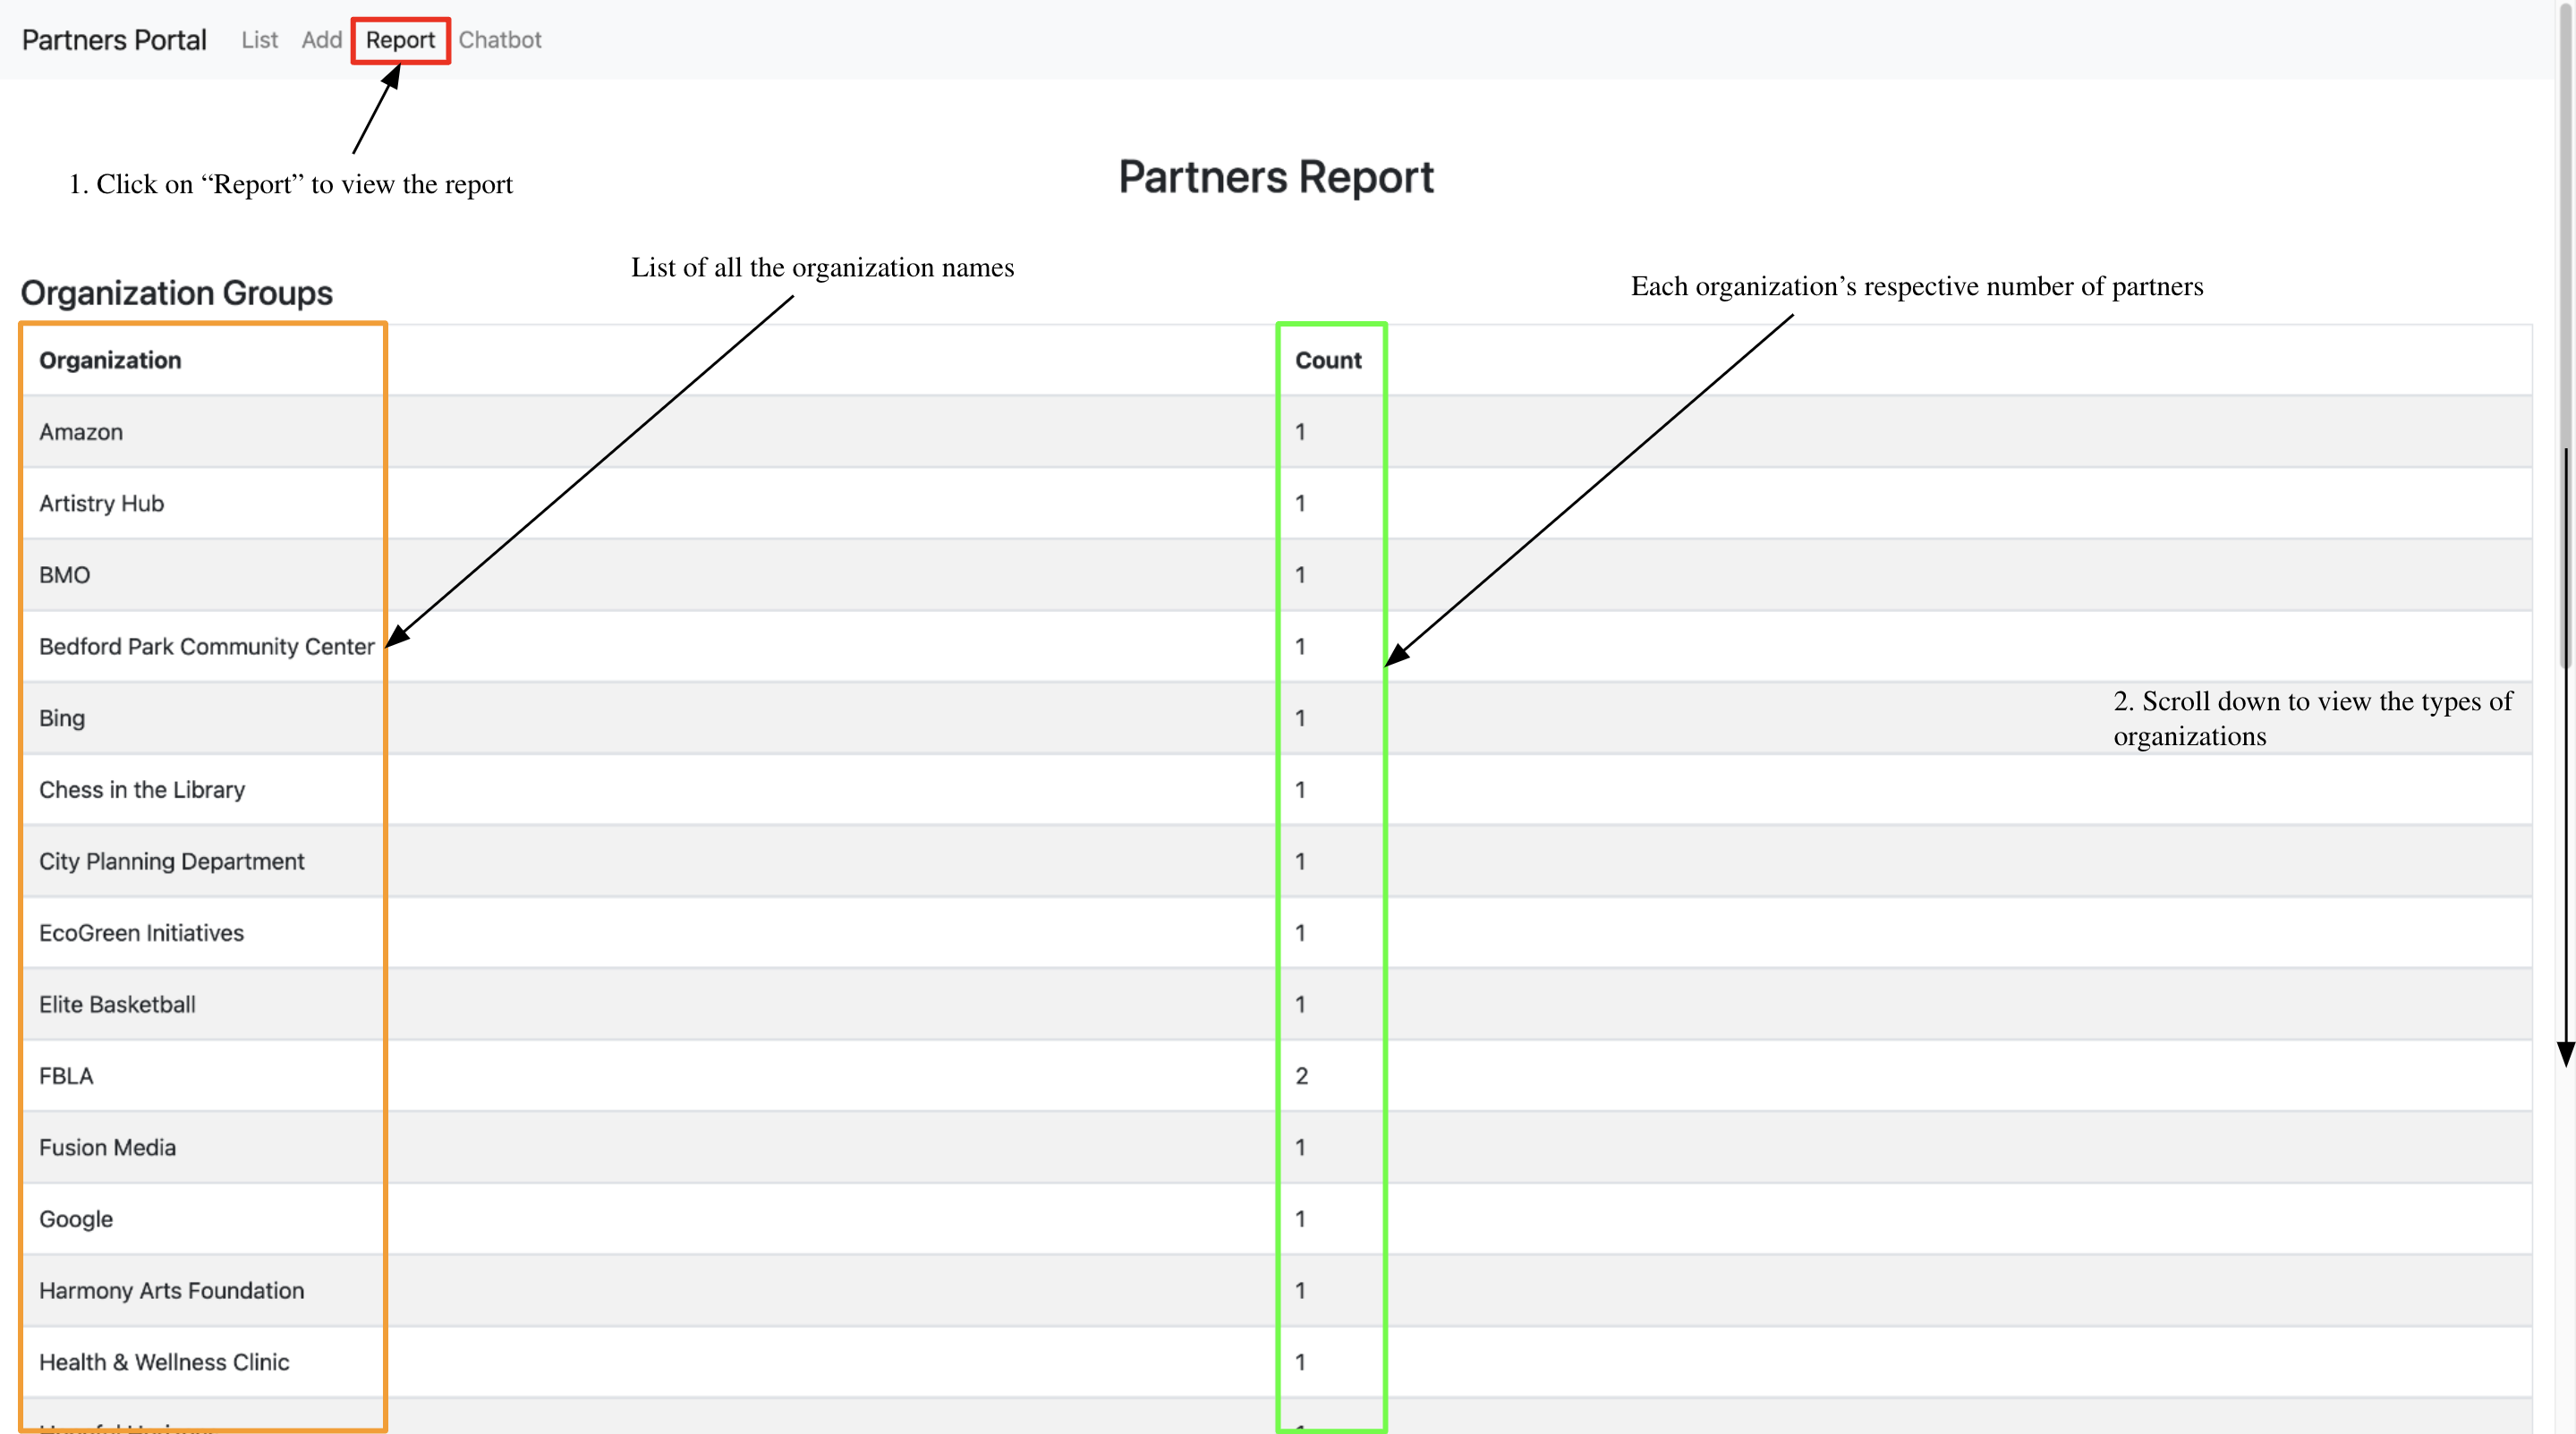 Partners Portal List Add Report Chatbot
1. Click on “Report” to view the report
Partners Report
List of all the organization names
Each organization’s respective number of partners
Organization Groups
Organization Count
Amazon 1
Artistry Hub 1
BMO 1
Bedford Park Community Center 1
Bing 1
2. Scroll down to view the types of
organizations
Chess in the Library 1
City Planning Department 1
EcoGreen Initiatives 1
Elite Basketball 1
FBLA 2
Fusion Media 1
Google 1
Harmony Arts Foundation 1
Health & Wellness Clinic 1